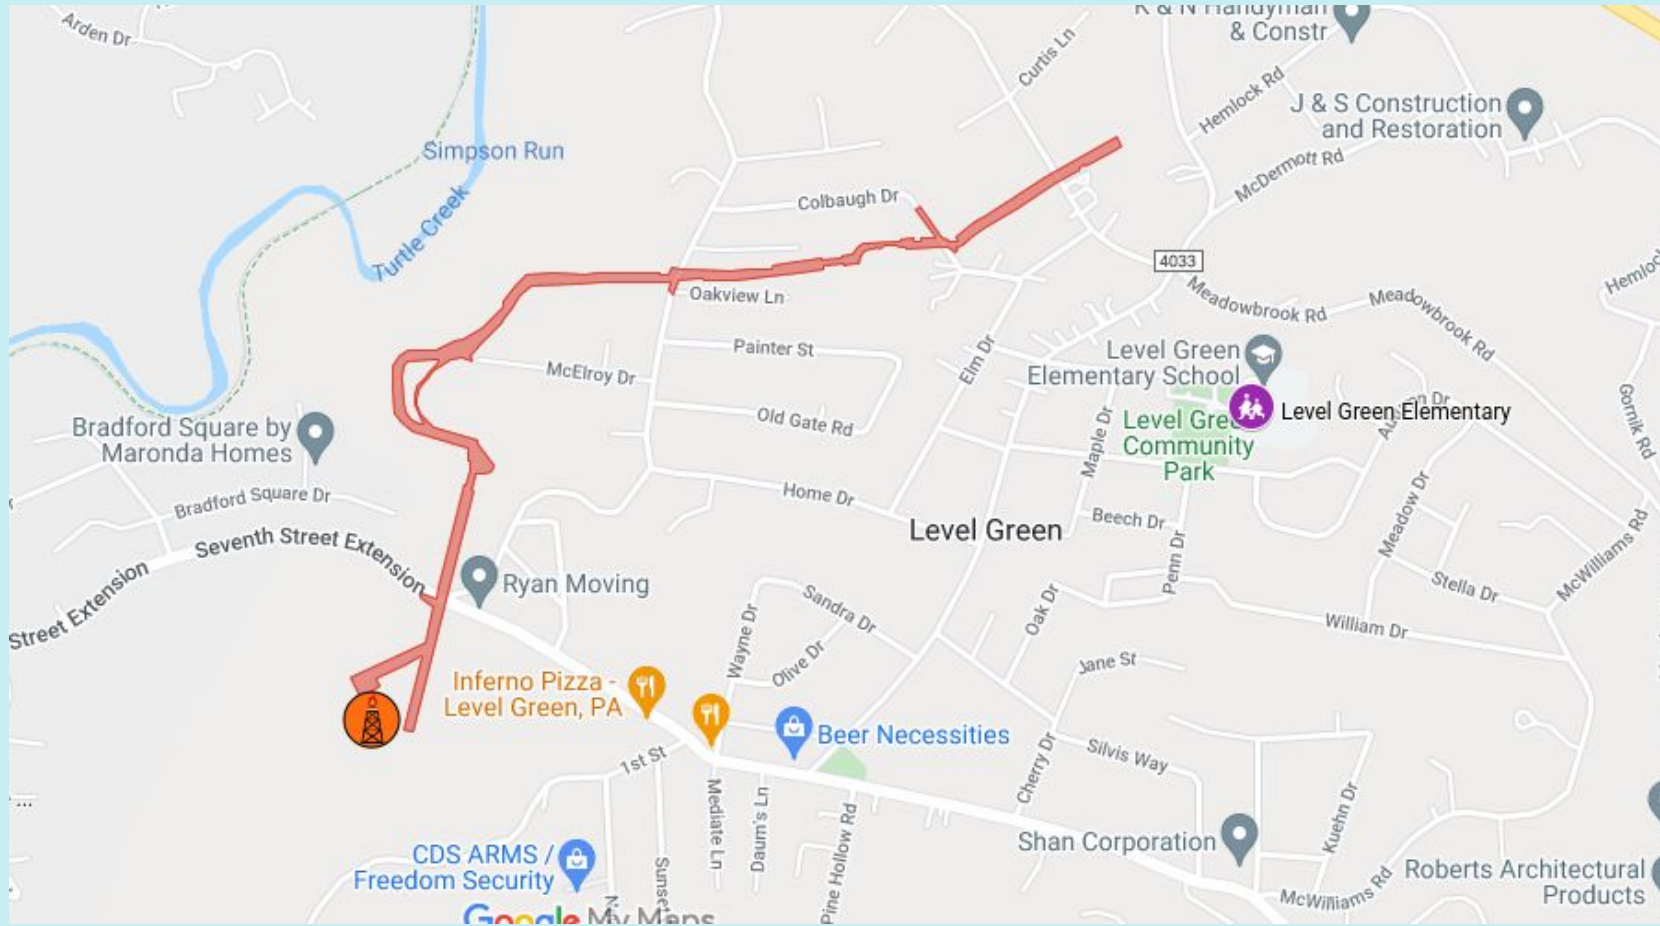 Arden Dr
K & N Handyman
& Constr
Curtis Ln
Hemlock Rd
J & S Construction
and Restoration
McDermott Rd
Simpson Run
Turtle Creek
Colbaugh Dr
4033
Oakview Ln
Meadowbrook Rd
Meadowbrook Rd
Painter St
McElroy Dr
Elm Dr
Level Green
Elementary School
Level Green Elementary
Level Green
Community
Park
Old Gate Rd
Maple Dr
Gornik Rd
Bradford Square by
Maronda Homes
Bradford Square Dr
Home Dr
Beech Dr
Meadow Dr
Level Green
Seventh Street Extension
Street Extension
Ryan Moving
Penn Dr
McWilliams Rd
Stella Dr
Wayne Dr
Sandra Dr
Oak Dr
William Dr
Olive Dr
Jane St
Inferno Pizza -
Level Green, PA
Beer Necessities
1st St
Silvis Way
Cherry Dr
Mediate Ln
Daum's Ln
Pine Hollow Rd
Kuehn Dr
Shan Corporation
CDS ARMS /
Freedom Security
Sunset
McWilliams Rd
Roberts Architectural
Products
Google My Maps
...